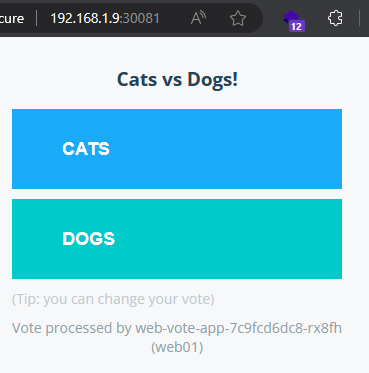 cure 192.168.1.9:30081 A 12
Cats vs Dogs!
CATS
DOGS
(Tip: you can change your vote)
Vote processed by web-vote-app-7c9fcd6dc8-rx8fh
(web01)